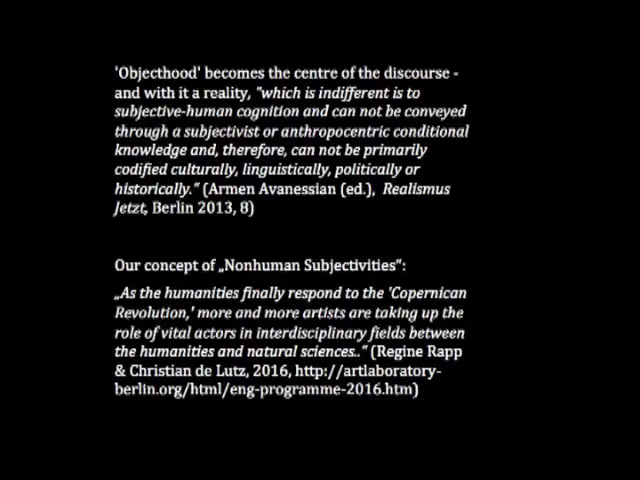 'Objecthood' becomes the centre of the discourse -
and with it a reality, "which is indifferent is to
subjective-human cognition and can not be conveyed
through a subjectivist or anthropocentric conditional
knowledge and, therefore, can not be primarily
codified culturally, linguistically, politically or
historically." (Armen Avanessian (ed.), Realismus
Jetzt, Berlin 2013, 8)
Our concept of „Nonhuman Subjectivities“:
„As the humanities finally respond to the 'Copernican
Revolution,' more and more artists are taking up the
role of vital actors in interdisciplinary fields between
the humanities and natural sciences..“ (Regine Rapp
& Christian de Lutz, 2016, http://artlaboratory-
berlin.org/html/eng-programme-2016.htm)